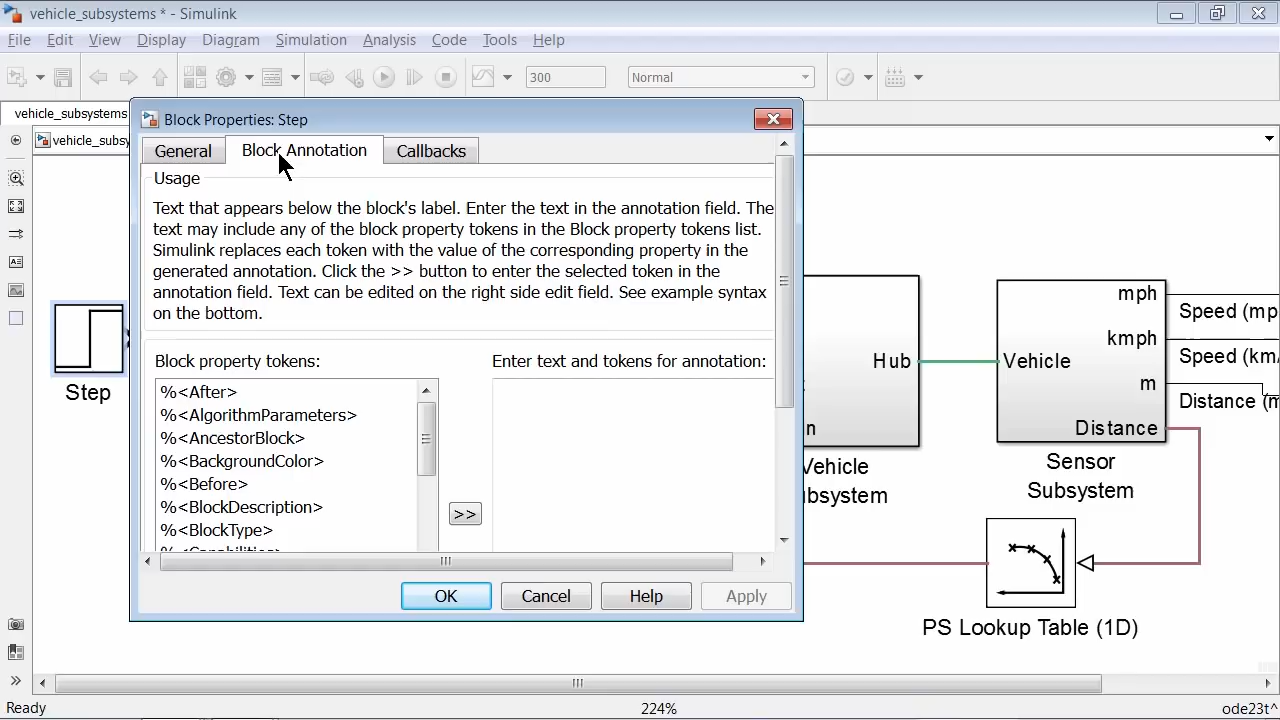 vehicle_subsystems * - Simulink
File Edit View Display Diagram Simulation Analysis Code Tools Help
300 Normal
vehicle_subsystems
vehicle_subsy
Block Properties: Step
General Block Annotation Callbacks
Usage
Text that appears below the block's label. Enter the text in the annotation field. The
text may include any of the block property tokens in the Block property tokens list.
Simulink replaces each token with the value of the corresponding property in the
generated annotation. Click the >> button to enter the selected token in the
annotation field. Text can be edited on the right side edit field. See example syntax
on the bottom.
Block property tokens:
Enter text and tokens for annotation:
%<After>
%<AlgorithmParameters>
%<AncestorBlock>
%<BackgroundColor>
%<Before>
%<BlockDescription>
%<BlockType>
%<Capabilities>
>>
OK Cancel Help Apply
Step
Hub
n
Vehicle
ubsystem
Vehicle
mph
kmph
m
Distance
Sensor
Subsystem
Speed (mp
Speed (km/
Distance (m
PS Lookup Table (1D)
Ready 224% ode23t^